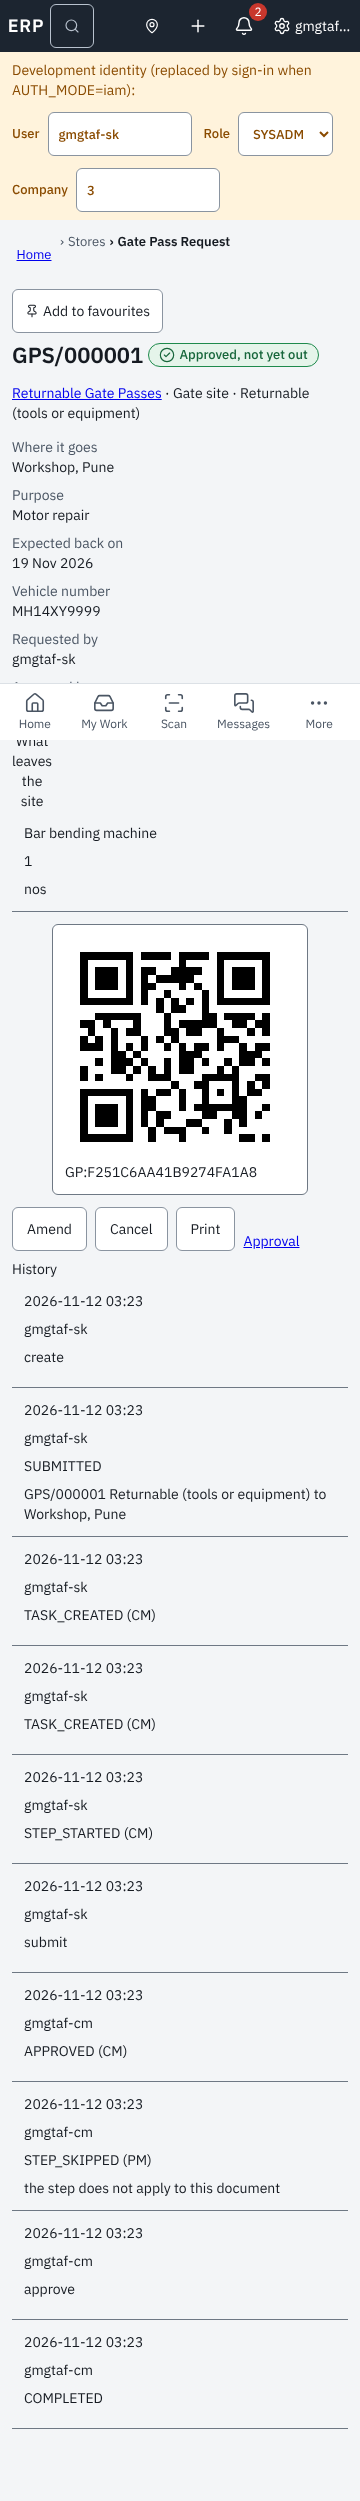 ERP
2
gmgtaf...
Development identity (replaced by sign-in when
AUTH_MODE=iam):
User gmgtaf-sk Role SYSADM
Company 3
Home › Stores › Gate Pass Request
Add to favourites
GPS/000001 Approved, not yet out
Returnable Gate Passes · Gate site · Returnable
(tools or equipment)
Where it goes
Workshop, Pune
Purpose
Motor repair
Expected back on
19 Nov 2026
Vehicle number
MH14XY9999
Requested by
gmgtaf-sk
Home My Work Scan Messages More
What
leaves
the
site
Bar bending machine
1
nos
GP:F251C6AA41B9274FA1A8
Amend Cancel Print Approval
History
2026-11-12 03:23
gmgtaf-sk
create
2026-11-12 03:23
gmgtaf-sk
SUBMITTED
GPS/000001 Returnable (tools or equipment) to
Workshop, Pune
2026-11-12 03:23
gmgtaf-sk
TASK_CREATED (CM)
2026-11-12 03:23
gmgtaf-sk
TASK_CREATED (CM)
2026-11-12 03:23
gmgtaf-sk
STEP_STARTED (CM)
2026-11-12 03:23
gmgtaf-sk
submit
2026-11-12 03:23
gmgtaf-cm
APPROVED (CM)
2026-11-12 03:23
gmgtaf-cm
STEP_SKIPPED (PM)
the step does not apply to this document
2026-11-12 03:23
gmgtaf-cm
approve
2026-11-12 03:23
gmgtaf-cm
COMPLETED